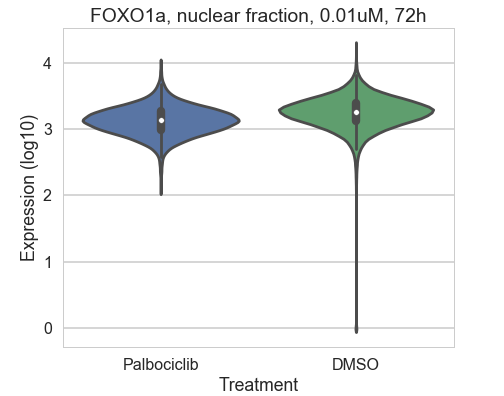 FOXO1a, nuclear fraction, 0.01uM, 72h
Expression (log10)
4
3
2
1
0
Palbociclib DMSO
Treatment